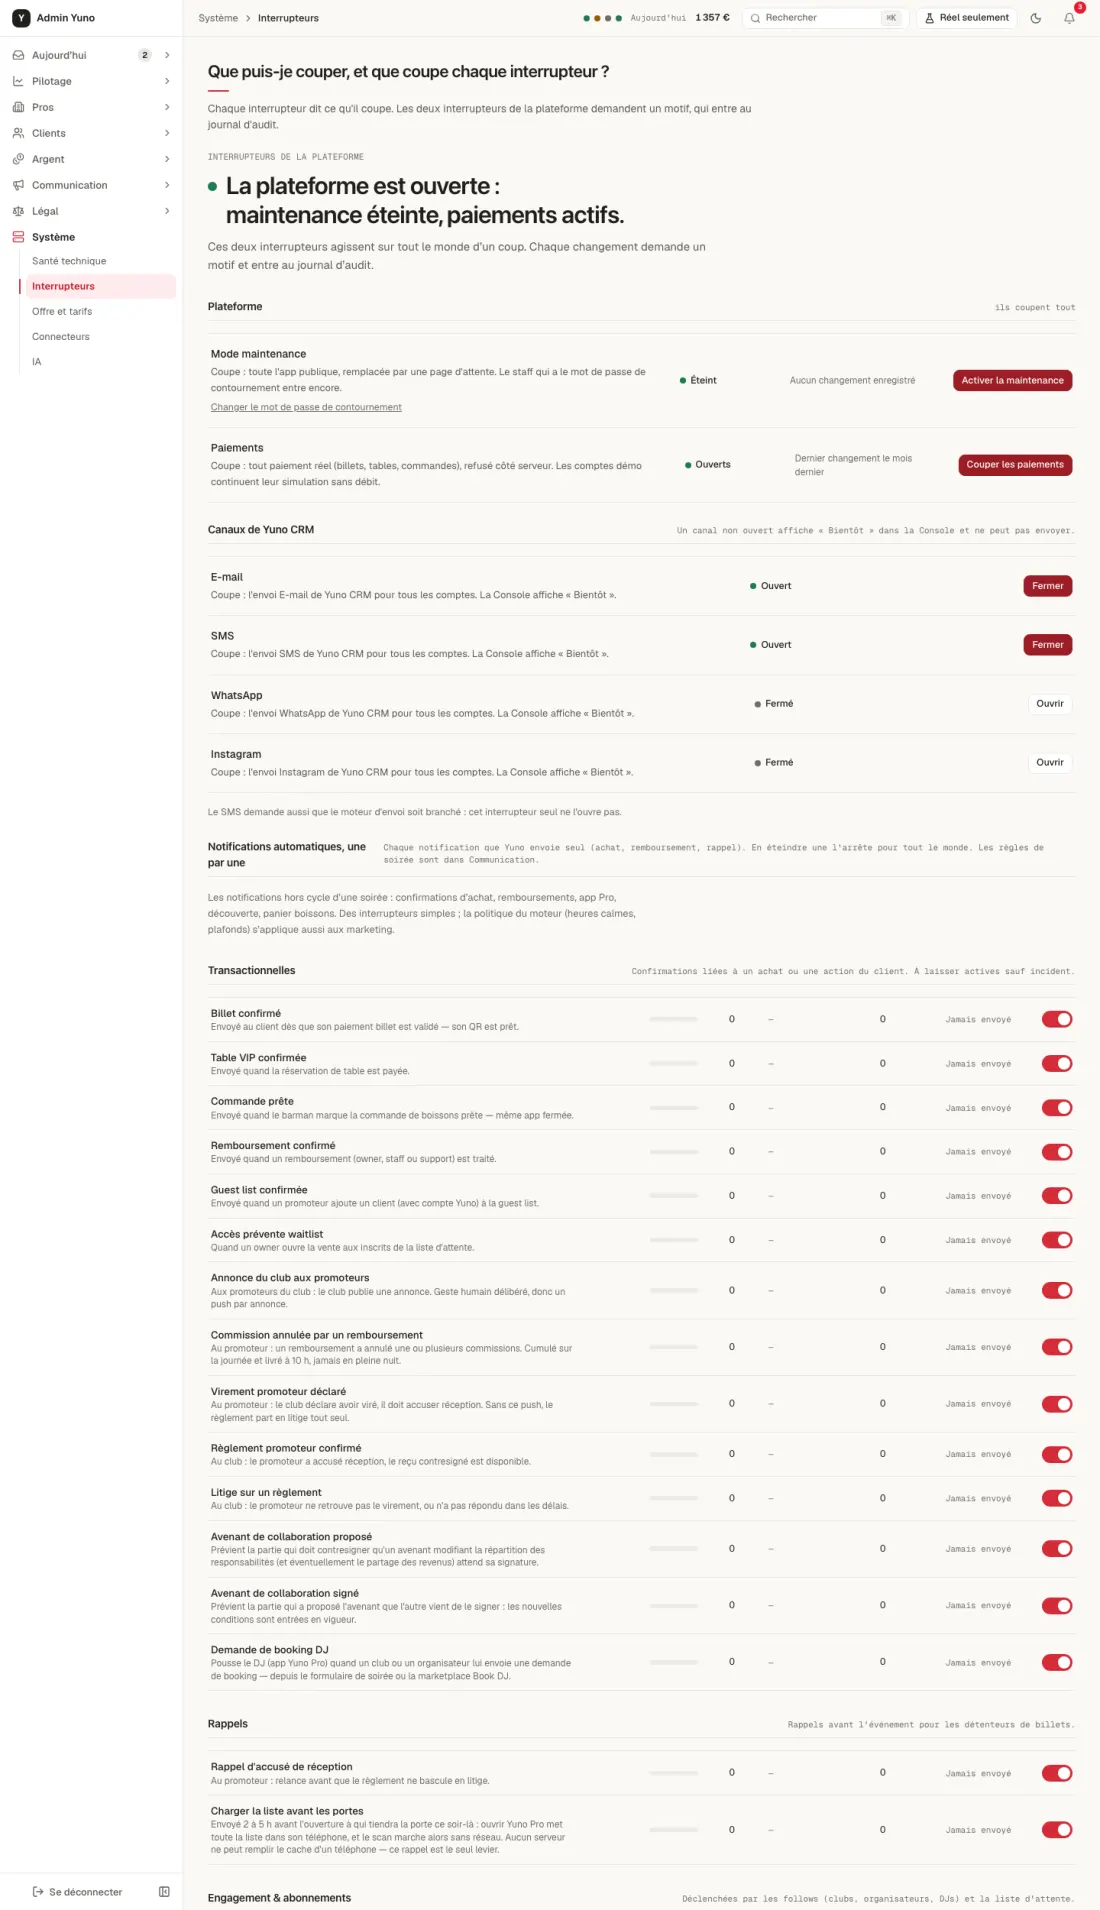 Y Admin Yuno
Système > Interrupteurs
Aujourd'hui 1 357 €
Rechercher ⌘K
Réel seulement
3
Aujourd'hui 2
Pilotage
Pros
Clients
Argent
Communication
Légal
Système
Santé technique
Interrupteurs
Offre et tarifs
Connecteurs
IA
Se déconnecter
Que puis-je couper, et que coupe chaque interrupteur ?
Chaque interrupteur dit ce qu'il coupe. Les deux interrupteurs de la plateforme demandent un motif, qui entre au
journal d'audit.
INTERRUPTEURS DE LA PLATEFORME
La plateforme est ouverte :
maintenance éteinte, paiements actifs.
Ces deux interrupteurs agissent sur tout le monde d'un coup. Chaque changement demande un
motif et entre au journal d'audit.
Plateforme
ils coupent tout
Mode maintenance
Coupe : toute l'app publique, remplacée par une page d'attente. Le staff qui a le mot de passe de
contournement entre encore.
Changer le mot de passe de contournement
Éteint
Aucun changement enregistré
Activer la maintenance
Paiements
Coupe : tout paiement réel (billets, tables, commandes), refusé côté serveur. Les comptes démo
continuent leur simulation sans débit.
Ouverts
Dernier changement le mois
dernier
Couper les paiements
Canaux de Yuno CRM
Un canal non ouvert affiche « Bientôt » dans la Console et ne peut pas envoyer.
E-mail
Coupe : l'envoi E-mail de Yuno CRM pour tous les comptes. La Console affiche « Bientôt ».
Ouvert
Fermer
SMS
Coupe : l'envoi SMS de Yuno CRM pour tous les comptes. La Console affiche « Bientôt ».
Ouvert
Fermer
WhatsApp
Coupe : l'envoi WhatsApp de Yuno CRM pour tous les comptes. La Console affiche « Bientôt ».
Fermé
Ouvrir
Instagram
Coupe : l'envoi Instagram de Yuno CRM pour tous les comptes. La Console affiche « Bientôt ».
Fermé
Ouvrir
Le SMS demande aussi que le moteur d'envoi soit branché : cet interrupteur seul ne l'ouvre pas.
Notifications automatiques, une
par une
Chaque notification que Yuno envoie seul (achat, remboursement, rappel). En éteindre une l'arrête pour tout le monde. Les règles de
soirée sont dans Communication.
Les notifications hors cycle d'une soirée : confirmations d'achat, remboursements, app Pro,
découverte, panier boissons. Des interrupteurs simples ; la politique du moteur (heures calmes,
plafonds) s'applique aussi aux marketing.
Transactionnelles
Confirmations liées à un achat ou une action du client. À laisser actives sauf incident.
Billet confirmé
Envoyé au client dès que son paiement billet est validé — son QR est prêt.
0 – 0 Jamais envoyé
Table VIP confirmée
Envoyé quand la réservation de table est payée.
0 – 0 Jamais envoyé
Commande prête
Envoyé quand le barman marque la commande de boissons prête — même app fermée.
0 – 0 Jamais envoyé
Remboursement confirmé
Envoyé quand un remboursement (owner, staff ou support) est traité.
0 – 0 Jamais envoyé
Guest list confirmée
Envoyé quand un promoteur ajoute un client (avec compte Yuno) à la guest list.
0 – 0 Jamais envoyé
Accès prévente waitlist
Quand un owner ouvre la vente aux inscrits de la liste d'attente.
0 – 0 Jamais envoyé
Annonce du club aux promoteurs
Aux promoteurs du club : le club publie une annonce. Geste humain délibéré, donc un
push par annonce.
0 – 0 Jamais envoyé
Commission annulée par un remboursement
Au promoteur : un remboursement a annulé une ou plusieurs commissions. Cumulé sur
la journée et livré à 10 h, jamais en pleine nuit.
0 – 0 Jamais envoyé
Virement promoteur déclaré
Au promoteur : le club déclare avoir viré, il doit accuser réception. Sans ce push, le
règlement part en litige tout seul.
0 – 0 Jamais envoyé
Règlement promoteur confirmé
Au club : le promoteur a accusé réception, le reçu contresigné est disponible.
0 – 0 Jamais envoyé
Litige sur un règlement
Au club : le promoteur ne retrouve pas le virement, ou n'a pas répondu dans les délais.
0 – 0 Jamais envoyé
Avenant de collaboration proposé
Prévient la partie qui doit contresigner qu'un avenant modifiant la répartition des
responsabilités (et éventuellement le partage des revenus) attend sa signature.
0 – 0 Jamais envoyé
Avenant de collaboration signé
Prévient la partie qui a proposé l'avenant que l'autre vient de le signer : les nouvelles
conditions sont entrées en vigueur.
0 – 0 Jamais envoyé
Demande de booking DJ
Pousse le DJ (app Yuno Pro) quand un club ou un organisateur lui envoie une demande
de booking — depuis le formulaire de soirée ou la marketplace Book DJ.
0 – 0 Jamais envoyé
Rappels
Rappels avant l'événement pour les détenteurs de billets.
Rappel d'accusé de réception
Au promoteur : relance avant que le règlement ne bascule en litige.
0 – 0 Jamais envoyé
Charger la liste avant les portes
Envoyé 2 à 5 h avant l'ouverture à qui tiendra la porte ce soir-là : ouvrir Yuno Pro met
toute la liste dans son téléphone, et le scan marche alors sans réseau. Aucun serveur
ne peut remplir le cache d'un téléphone — ce rappel est le seul levier.
0 – 0 Jamais envoyé
Engagement & abonnements
Déclenchées par les follows (clubs, organisateurs, DJs) et la liste d'attente.